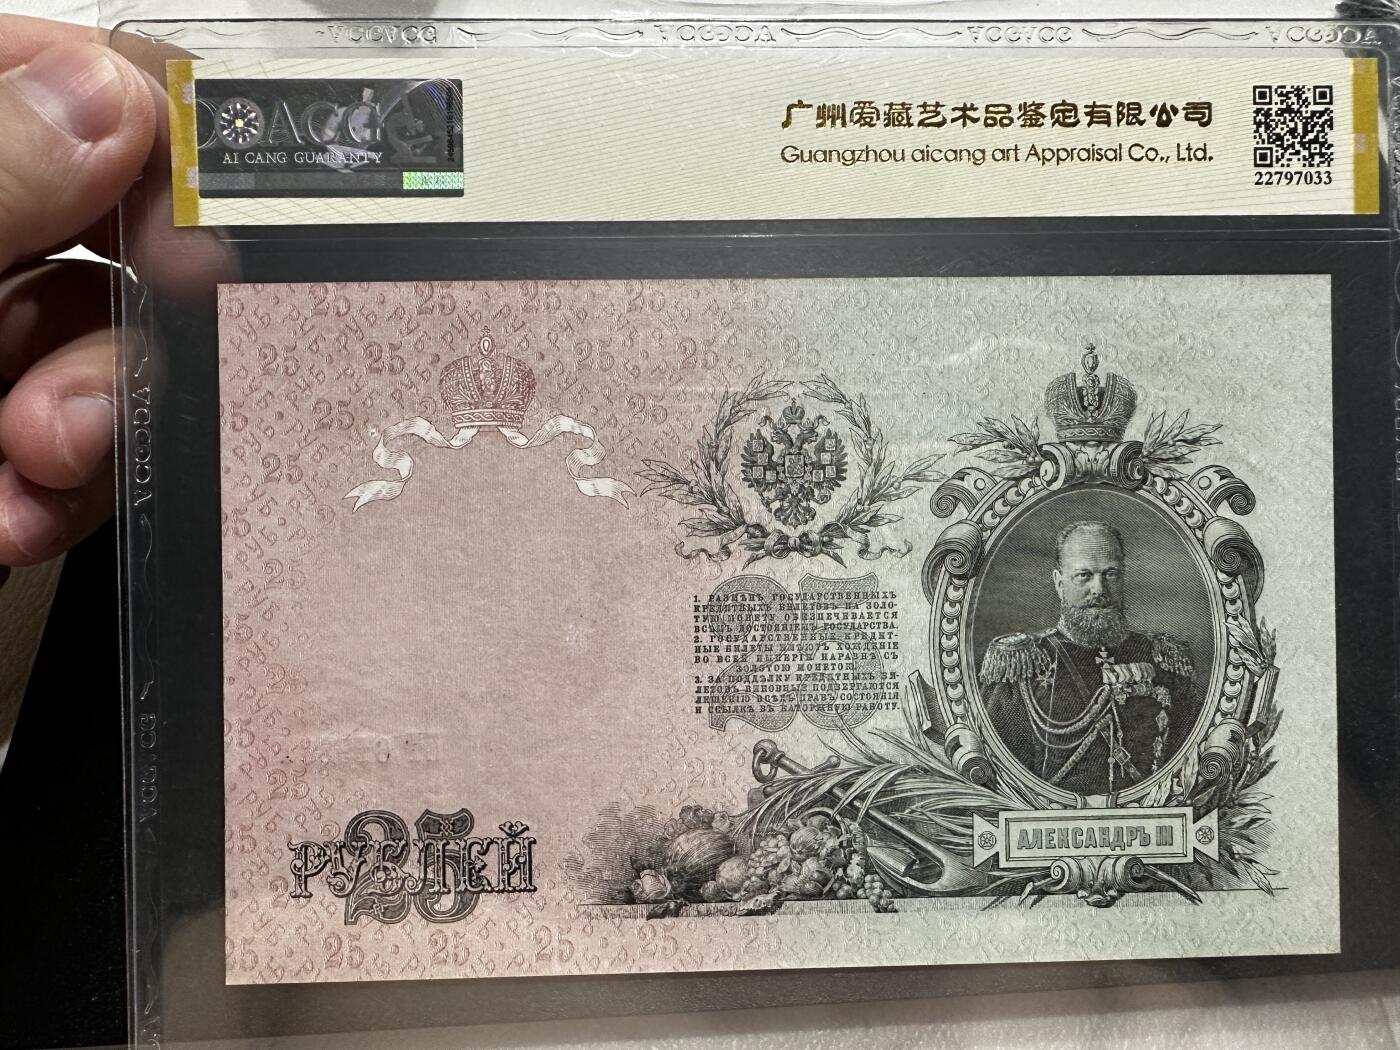 ACG
AI CANG GUARANTY
广州爱藏艺术品鉴定有限公司
Guangzhou aicang art Appraisal Co., Ltd.
22797033
1. РАЗМѢНЪ ГОСУДАРСТВЕННЫХЪ
КРЕДИТНЫХЪ БИЛЕТОВЪ НА ЗОЛО-
ТУЮ МОНЕТУ ОБЕЗПЕЧИВАЕТСЯ
ВСѢМЪ ДОСТОЯНІЕМЪ ГОСУДАРСТВА.
2. ГОСУДАРСТВЕННЫЕ КРЕДИТ-
НЫЕ БИЛЕТЫ ИМѢЮТЪ ХОЖДЕНІЕ
ВО ВСЕЙ ИМПЕРІИ НАРАВНѢ СЪ
ЗОЛОТОЮ МОНЕТОЮ.
3. ЗА ПОДДѢЛКУ КРЕДИТНЫХЪ БИ-
ЛЕТОВЪ ВИНОВНЫЕ ПОДВЕРГАЮТСЯ
ЛИШЕНІЮ ВСѢХЪ ПРАВЪ СОСТОЯНІЯ
И ССЫЛКѢ ВЪ КАТОРЖНУЮ РАБОТУ.
25
25
РУБЛЕЙ
АЛЕКСАНДРЪ III